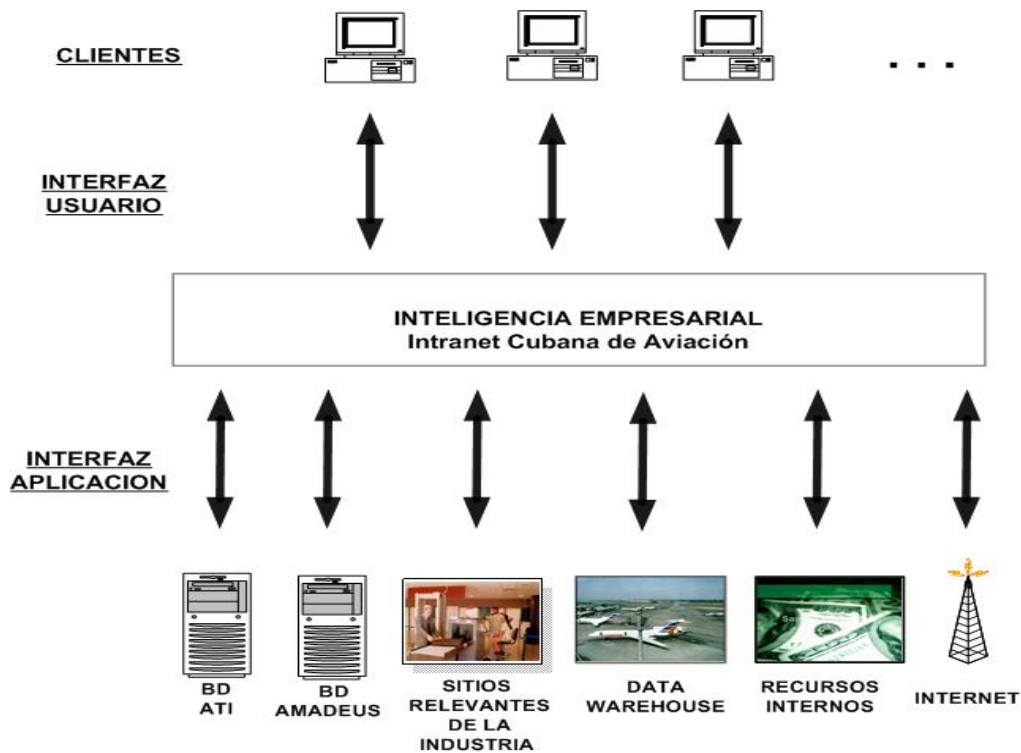 CLIENTES
. . .
INTERFAZ
USUARIO
INTELIGENCIA EMPRESARIAL
Intranet Cubana de Aviación
INTERFAZ
APLICACION
BD
ATI
BD
AMADEUS
SITIOS
RELEVANTES
DE LA
INDUSTRIA
DATA
WAREHOUSE
RECURSOS
INTERNOS
INTERNET